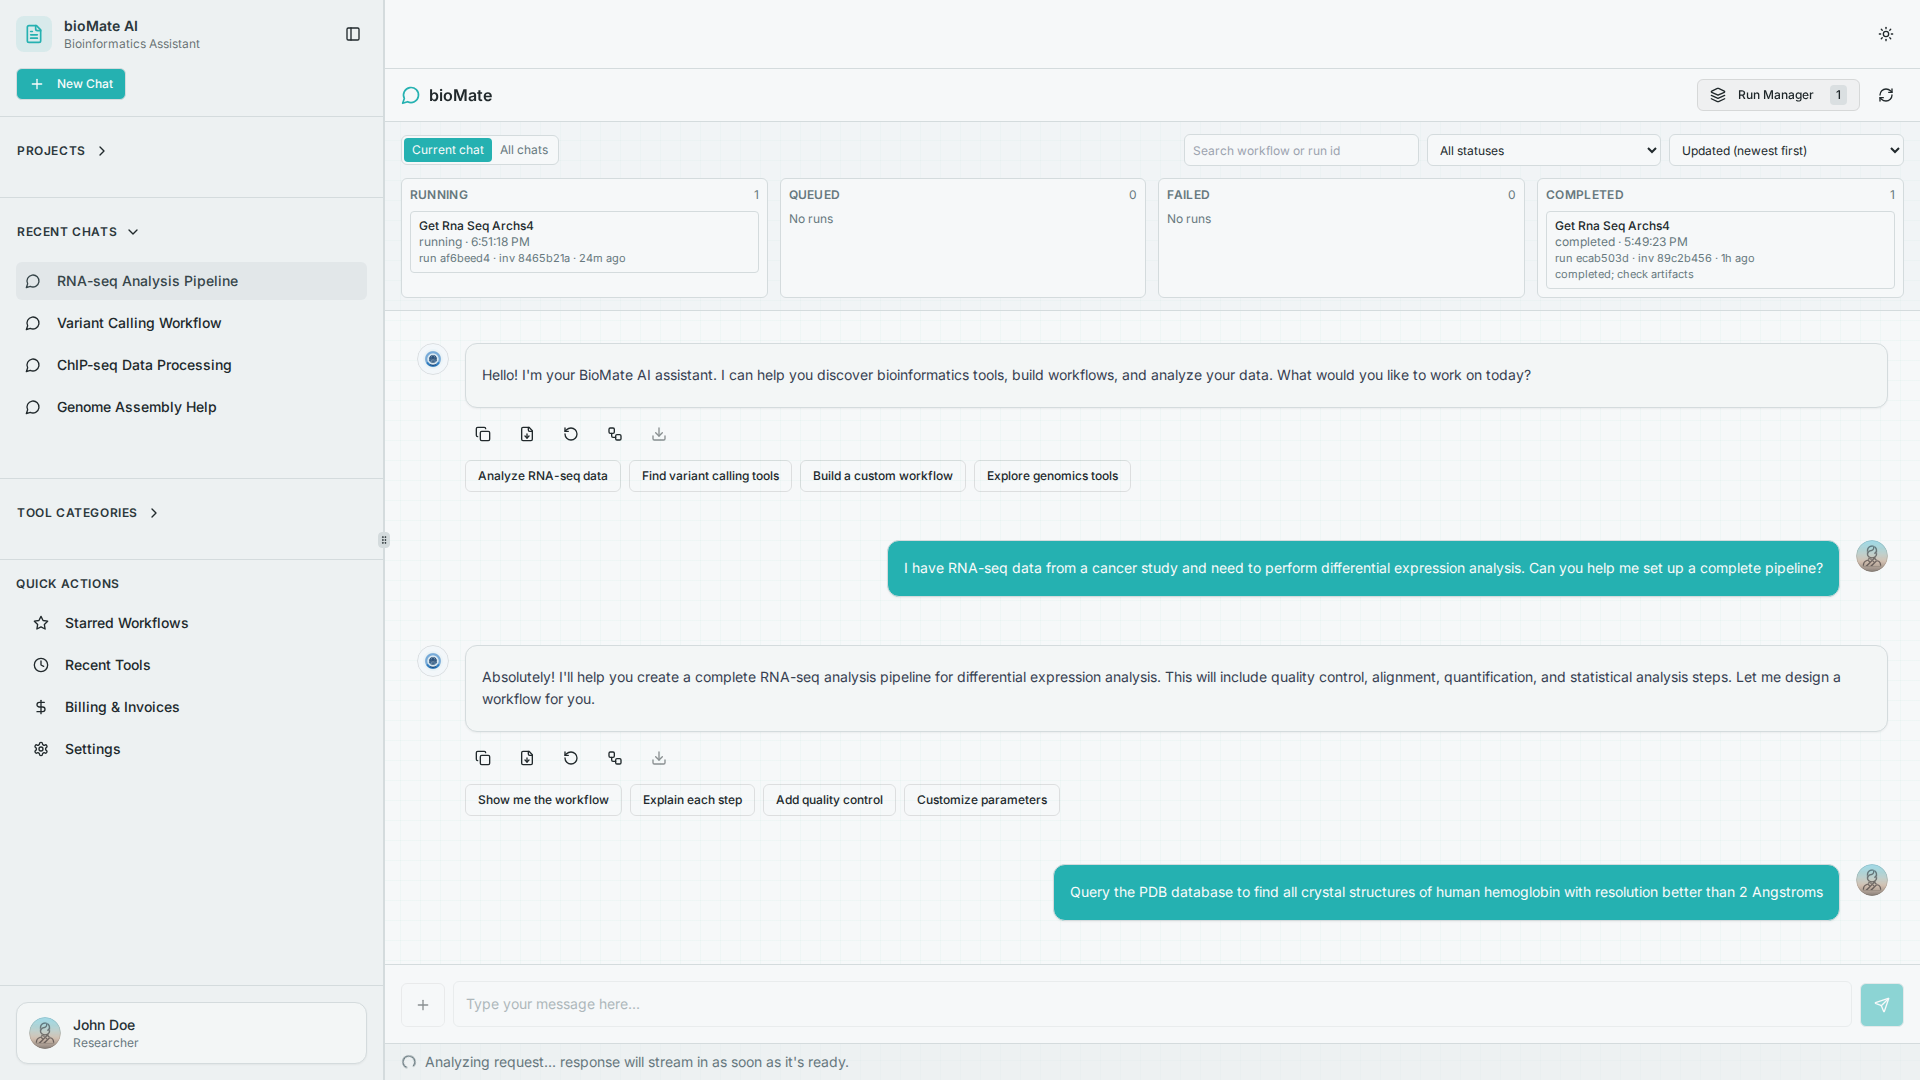 bioMate AI
Bioinformatics Assistant
New Chat
PROJECTS
RECENT CHATS
RNA-seq Analysis Pipeline
Variant Calling Workflow
ChIP-seq Data Processing
Genome Assembly Help
TOOL CATEGORIES
QUICK ACTIONS
Starred Workflows
Recent Tools
Billing & Invoices
Settings
John Doe
Researcher
bioMate
Run Manager 1
Current chat All chats
Search workflow or run id
All statuses
Updated (newest first)
RUNNING 1
Get Rna Seq Archs4
running · 6:51:18 PM
run af6beed4 · inv 8465b21a · 24m ago
QUEUED 0
No runs
FAILED 0
No runs
COMPLETED 1
Get Rna Seq Archs4
completed · 5:49:23 PM
run ecab503d · inv 89c2b456 · 1h ago
completed; check artifacts
Hello! I'm your BioMate AI assistant. I can help you discover bioinformatics tools, build workflows, and analyze your data. What would you like to work on today?
Analyze RNA-seq data Find variant calling tools Build a custom workflow Explore genomics tools
I have RNA-seq data from a cancer study and need to perform differential expression analysis. Can you help me set up a complete pipeline?
Absolutely! I'll help you create a complete RNA-seq analysis pipeline for differential expression analysis. This will include quality control, alignment, quantification, and statistical analysis steps. Let me design a
workflow for you.
Show me the workflow Explain each step Add quality control Customize parameters
Query the PDB database to find all crystal structures of human hemoglobin with resolution better than 2 Angstroms
Type your message here...
Analyzing request... response will stream in as soon as it's ready.